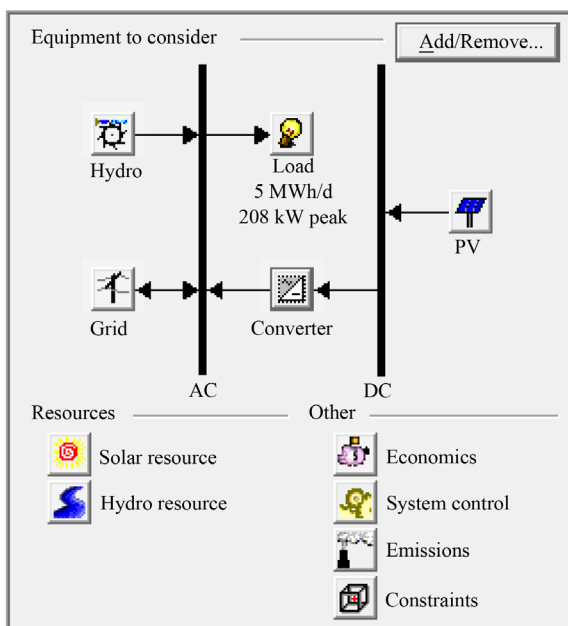 Equipment to consider
Add/Remove...
Hydro
Load
5 MWh/d
208 kW peak
PV
Grid
Converter
AC
DC
Resources
Other
Solar resource
Economics
Hydro resource
System control
Emissions
Constraints